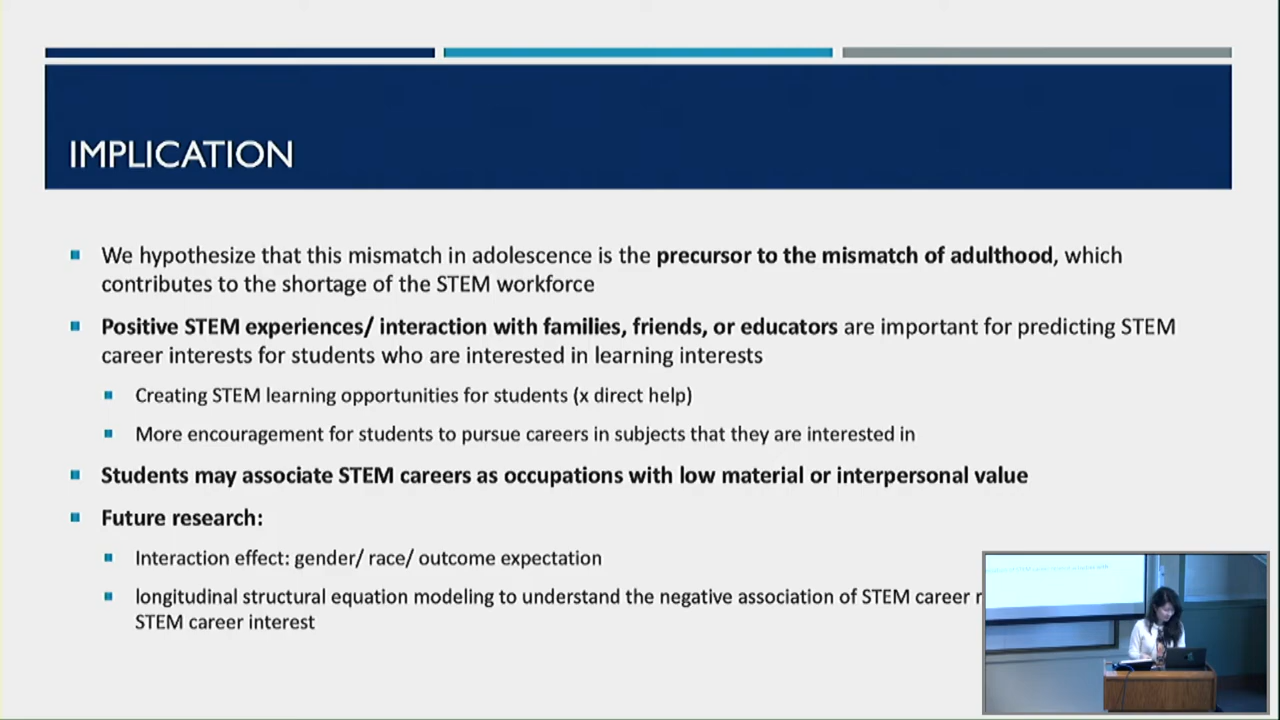 IMPLICATION
We hypothesize that this mismatch in adolescence is the precursor to the mismatch of adulthood, which
contributes to the shortage of the STEM workforce
Positive STEM experiences/ interaction with families, friends, or educators are important for predicting STEM
career interests for students who are interested in learning interests
Creating STEM learning opportunities for students (x direct help)
More encouragement for students to pursue careers in subjects that they are interested in
Students may associate STEM careers as occupations with low material or interpersonal value
Future research:
Interaction effect: gender/ race/ outcome expectation
longitudinal structural equation modeling to understand the negative association of STEM career
STEM career interest